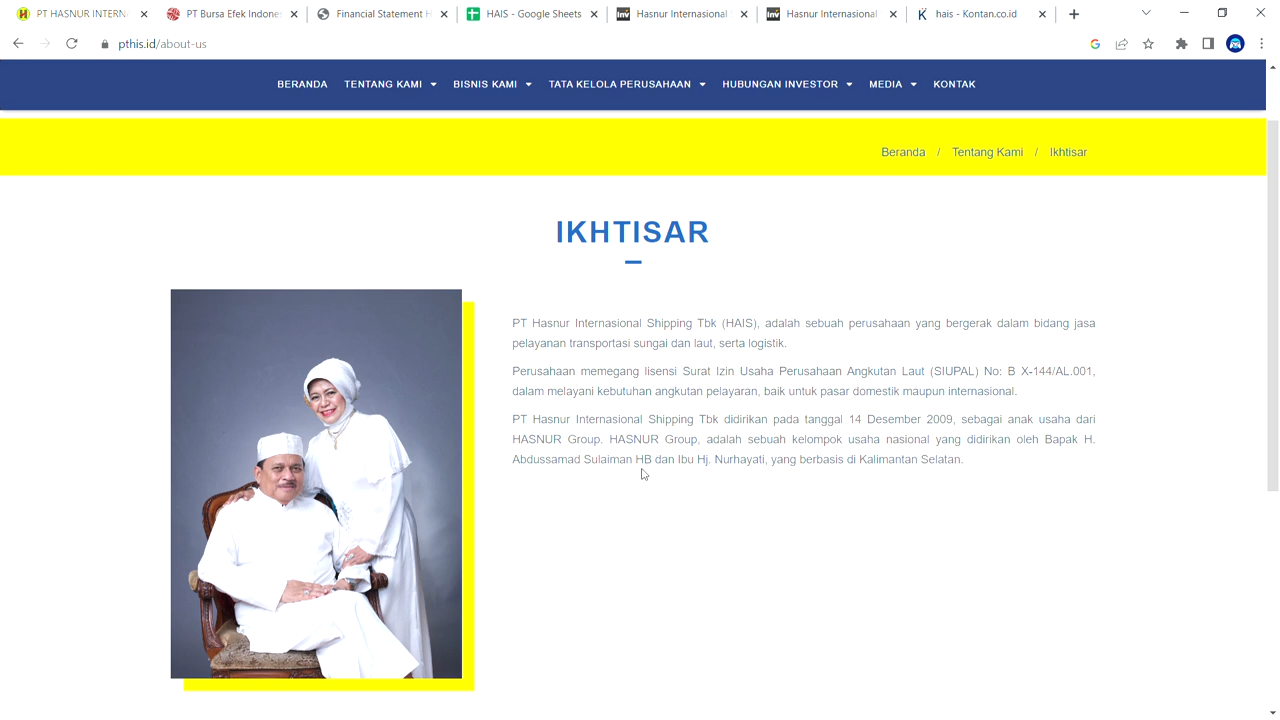 PT HASNUR INTERN
PT Bursa Efek Indone
Financial Statement H
HAIS - Google Sheets
Hasnur Internasional
Hasnur Internasional
hais - Kontan.co.id
pthis.id/about-us
BERANDA TENTANG KAMI BISNIS KAMI TATA KELOLA PERUSAHAAN HUBUNGAN INVESTOR MEDIA KONTAK
Beranda / Tentang Kami / Ikhtisar
IKHTISAR
PT Hasnur Internasional Shipping Tbk (HAIS), adalah sebuah perusahaan yang bergerak dalam bidang jasa
pelayanan transportasi sungai dan laut, serta logistik.
Perusahaan memegang lisensi Surat Izin Usaha Perusahaan Angkutan Laut (SIUPAL) No: B X-144/AL.001,
dalam melayani kebutuhan angkutan pelayaran, baik untuk pasar domestik maupun internasional.
PT Hasnur Internasional Shipping Tbk didirikan pada tanggal 14 Desember 2009, sebagai anak usaha dari
HASNUR Group. HASNUR Group, adalah sebuah kelompok usaha nasional yang didirikan oleh Bapak H.
Abdussamad Sulaiman HB dan Ibu Hj. Nurhayati, yang berbasis di Kalimantan Selatan.